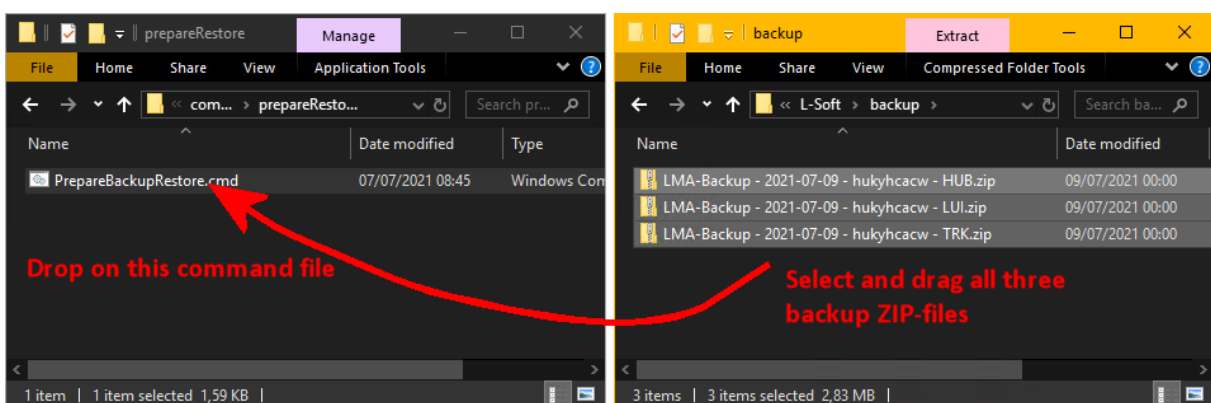 prepareRestore
Manage
File Home Share View Application Tools
« com... › prepareResto...
Search pr...
Name Date modified Type
PrepareBackupRestore.cmd 07/07/2021 08:45 Windows Com
Drop on this command file
1 item 1 item selected 1,59 KB
backup
Extract
File Home Share View Compressed Folder Tools
« L-Soft › backup ›
Search ba...
Name Date modified
LMA-Backup - 2021-07-09 - hukyhcacw - HUB.zip 09/07/2021 00:00
LMA-Backup - 2021-07-09 - hukyhcacw - LUI.zip 09/07/2021 00:00
LMA-Backup - 2021-07-09 - hukyhcacw - TRK.zip 09/07/2021 00:00
Select and drag all three
backup ZIP-files
3 items 3 items selected 2,83 MB